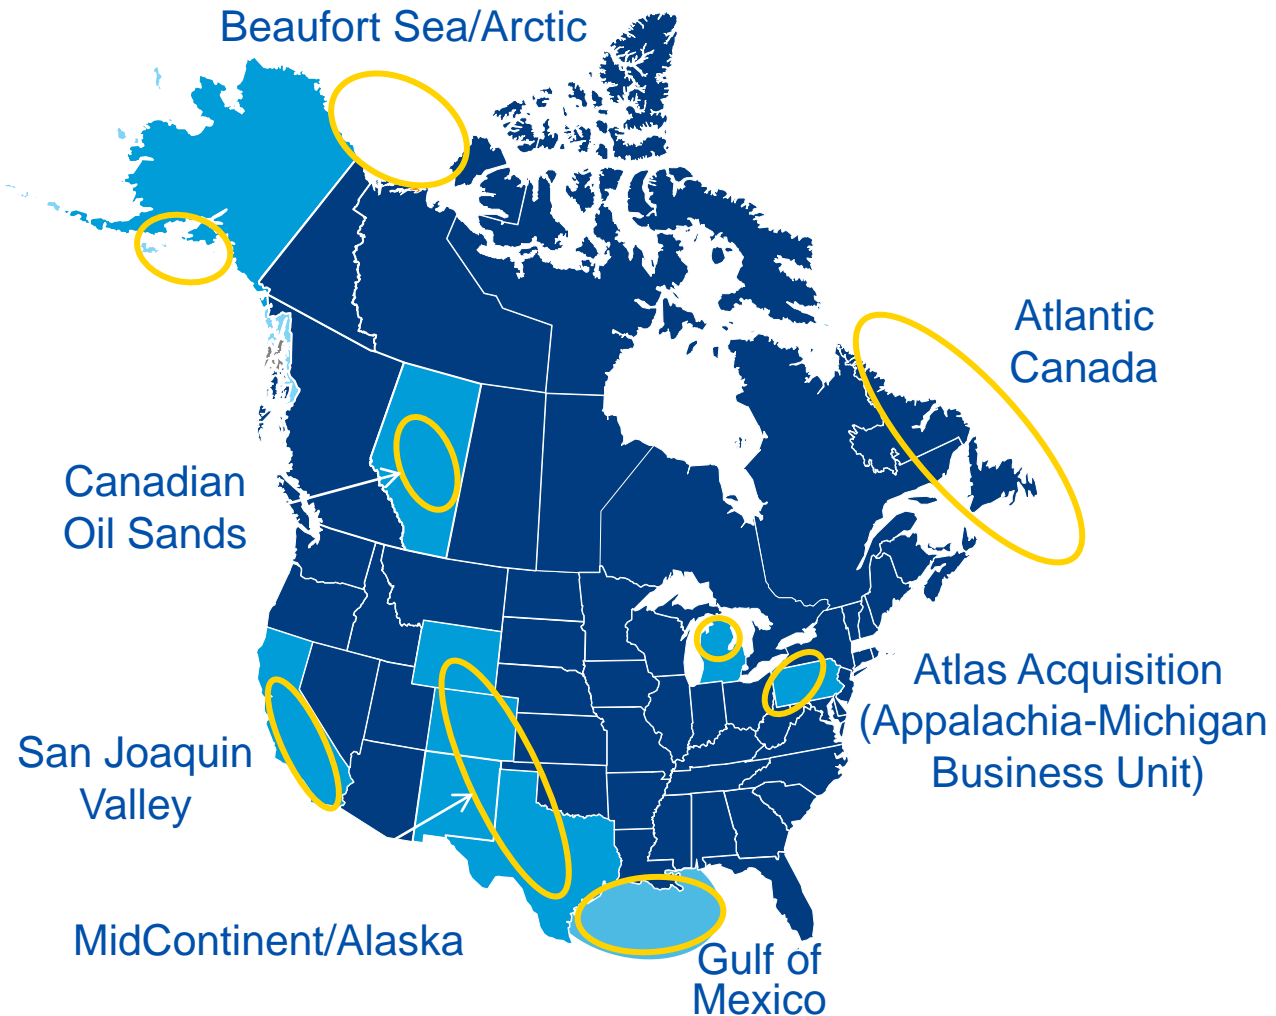 Beaufort Sea/Arctic
Atlantic
Canada
Canadian
Oil Sands
Atlas Acquisition
(Appalachia-Michigan
Business Unit)
San Joaquin
Valley
MidContinent/Alaska
Gulf of
Mexico